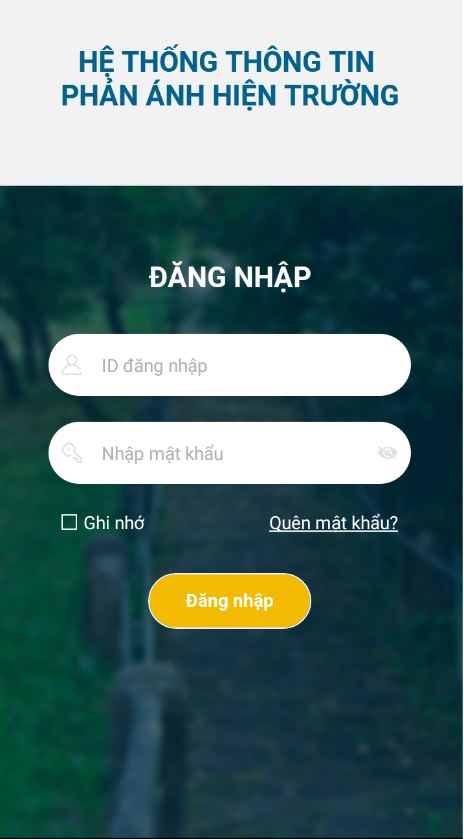 HỆ THỐNG THÔNG TIN
PHẢN ÁNH HIỆN TRƯỜNG
ĐĂNG NHẬP
ID đăng nhập
Nhập mật khẩu
Ghi nhớ
Quên mật khẩu?
Đăng nhập